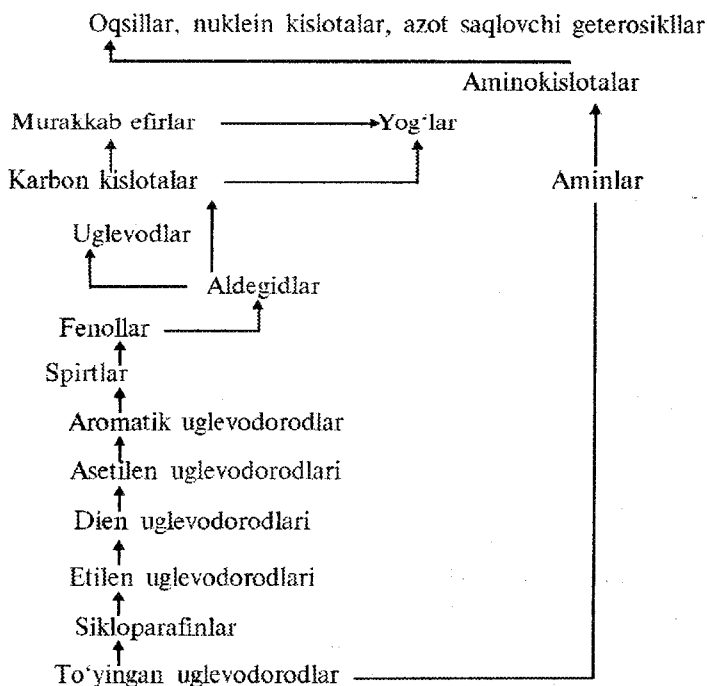 Oqsillar, nuklein kislotalar, azot saqlovchi geterosikllar
Aminokislotalar
Murakkab efirlar Yog‘lar
Karbon kislotalar Aminlar
Uglevodlar
Aldegidlar
Fenollar
Spirtlar
Aromatik uglevodorodlar
Asetilen uglevodorodlari
Dien uglevodorodlari
Etilen uglevodorodlari
Sikloparafinlar
To‘yingan uglevodorodlar